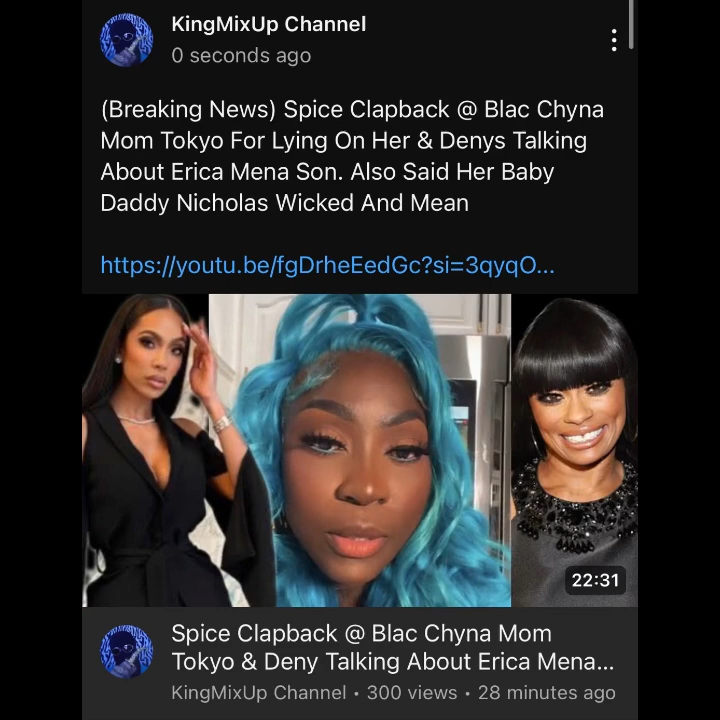 KingMixUp Channel
0 seconds ago
(Breaking News) Spice Clapback @ Blac Chyna
Mom Tokyo For Lying On Her & Denys Talking
About Erica Mena Son. Also Said Her Baby
Daddy Nicholas Wicked And Mean
https://youtu.be/fgDrheEedGc?si=3qyqO...
22:31
Spice Clapback @ Blac Chyna Mom
Tokyo & Deny Talking About Erica Mena...
KingMixUp Channel • 300 views • 28 minutes ago